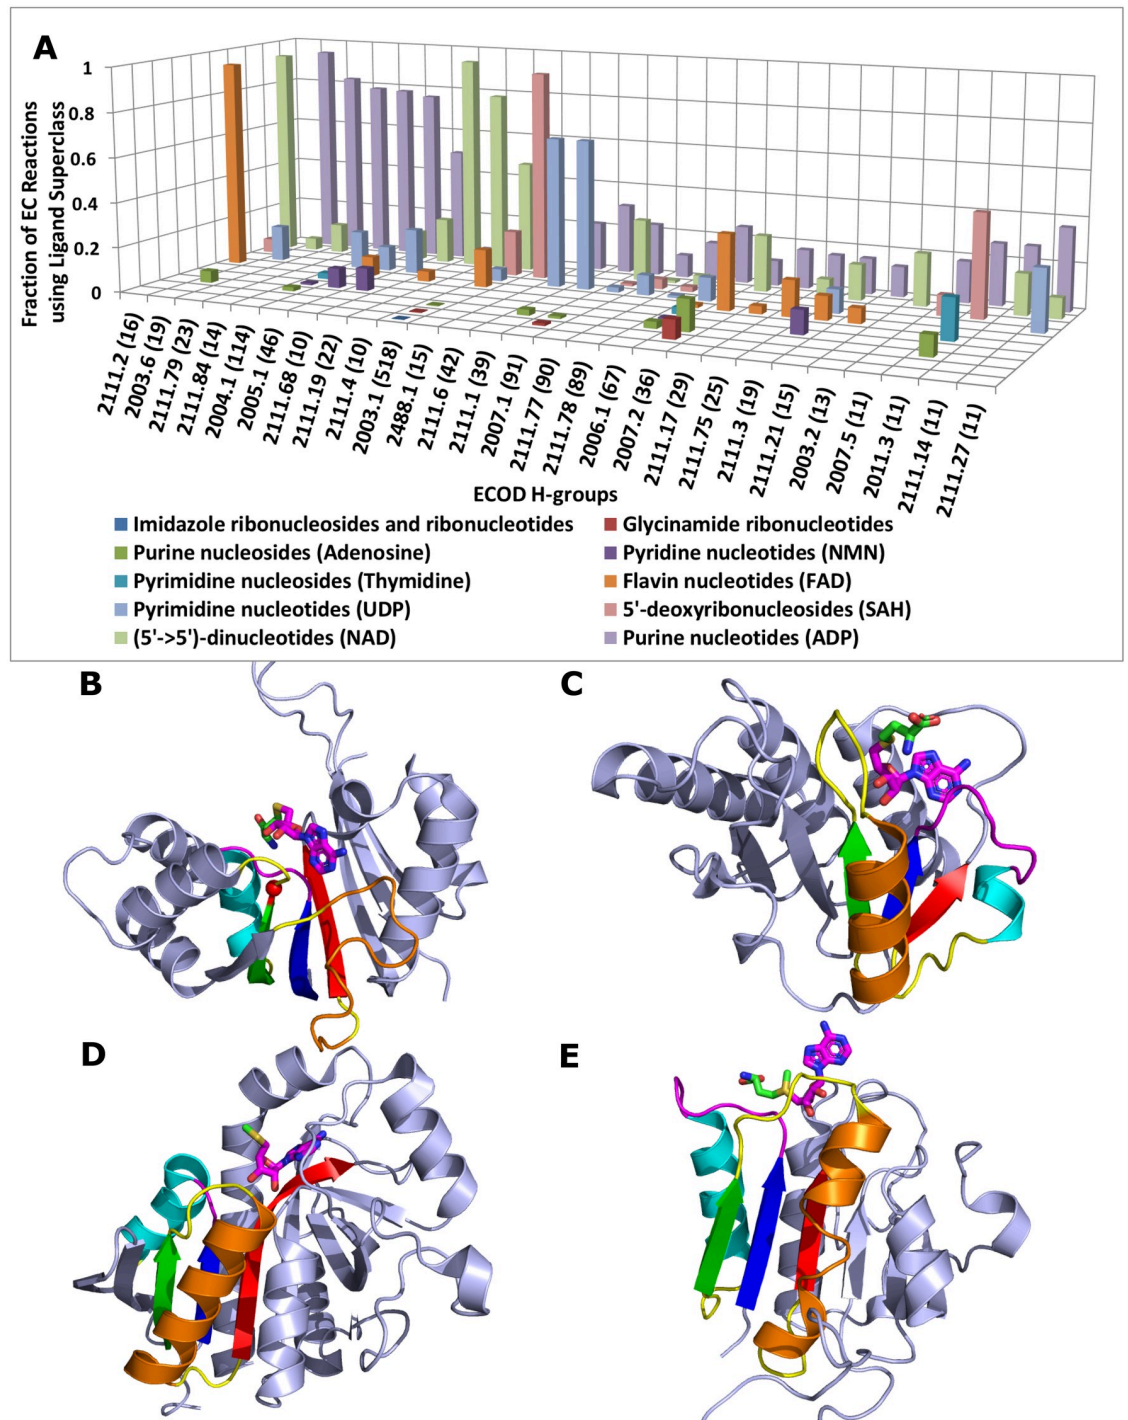 A
Fraction of EC Reactions
using Ligand Superclass
1
0.8
0.6
0.4
0.2
0
2111.2 (16)
2003.6 (19)
2111.79 (23)
2111.84 (14)
2004.1 (114)
2005.1 (46)
2111.68 (10)
2111.19 (22)
2111.4 (10)
2003.1 (518)
2488.1 (15)
2111.6 (42)
2111.1 (39)
2007.1 (91)
2111.77 (90)
2111.78 (89)
2006.1 (67)
2007.2 (36)
2111.17 (29)
2111.75 (25)
2111.3 (19)
2111.21 (15)
2003.2 (13)
2007.5 (11)
2011.3 (11)
2111.14 (11)
2111.27 (11)
ECOD H-groups
Imidazole ribonucleosides and ribonucleotides
Glycinamide ribonucleotides
Purine nucleosides (Adenosine)
Pyridine nucleotides (NMN)
Pyrimidine nucleosides (Thymidine)
Flavin nucleotides (FAD)
Pyrimidine nucleotides (UDP)
5'-deoxyribonucleosides (SAH)
(5'->5')-dinucleotides (NAD)
Purine nucleotides (ADP)
B
C
D
E